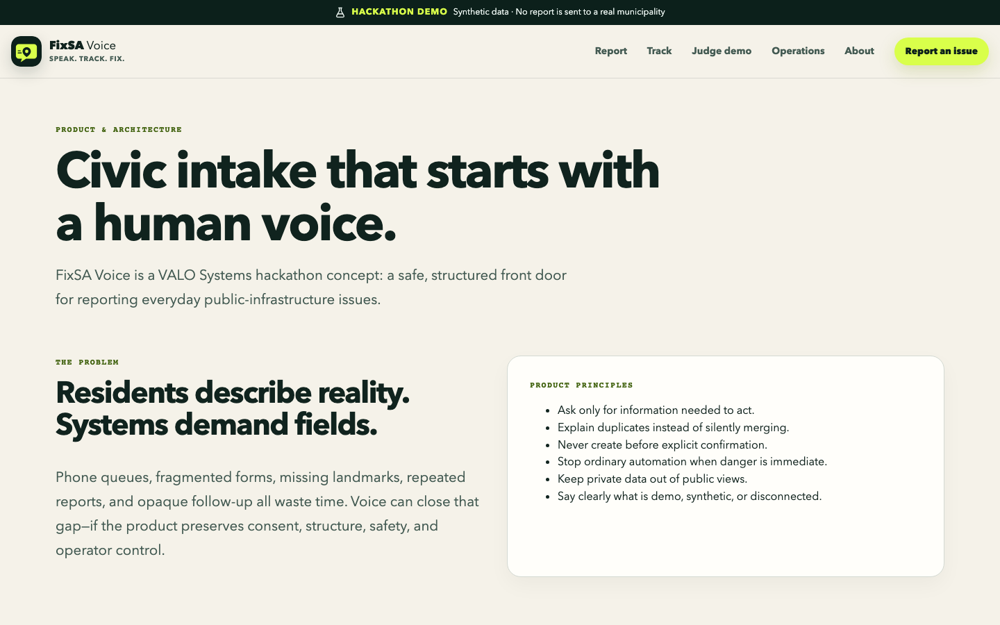 HACKATHON DEMO Synthetic data · No report is sent to a real municipality
FixSA Voice
SPEAK. TRACK. FIX.
Report
Track
Judge demo
Operations
About
Report an issue
PRODUCT & ARCHITECTURE
Civic intake that starts with
a human voice.
FixSA Voice is a VALO Systems hackathon concept: a safe, structured front door
for reporting everyday public-infrastructure issues.
THE PROBLEM
Residents describe reality.
Systems demand fields.
Phone queues, fragmented forms, missing landmarks, repeated
reports, and opaque follow-up all waste time. Voice can close that
gap—if the product preserves consent, structure, safety, and
operator control.
PRODUCT PRINCIPLES
• Ask only for information needed to act.
• Explain duplicates instead of silently merging.
• Never create before explicit confirmation.
• Stop ordinary automation when danger is immediate.
• Keep private data out of public views.
• Say clearly what is demo, synthetic, or disconnected.